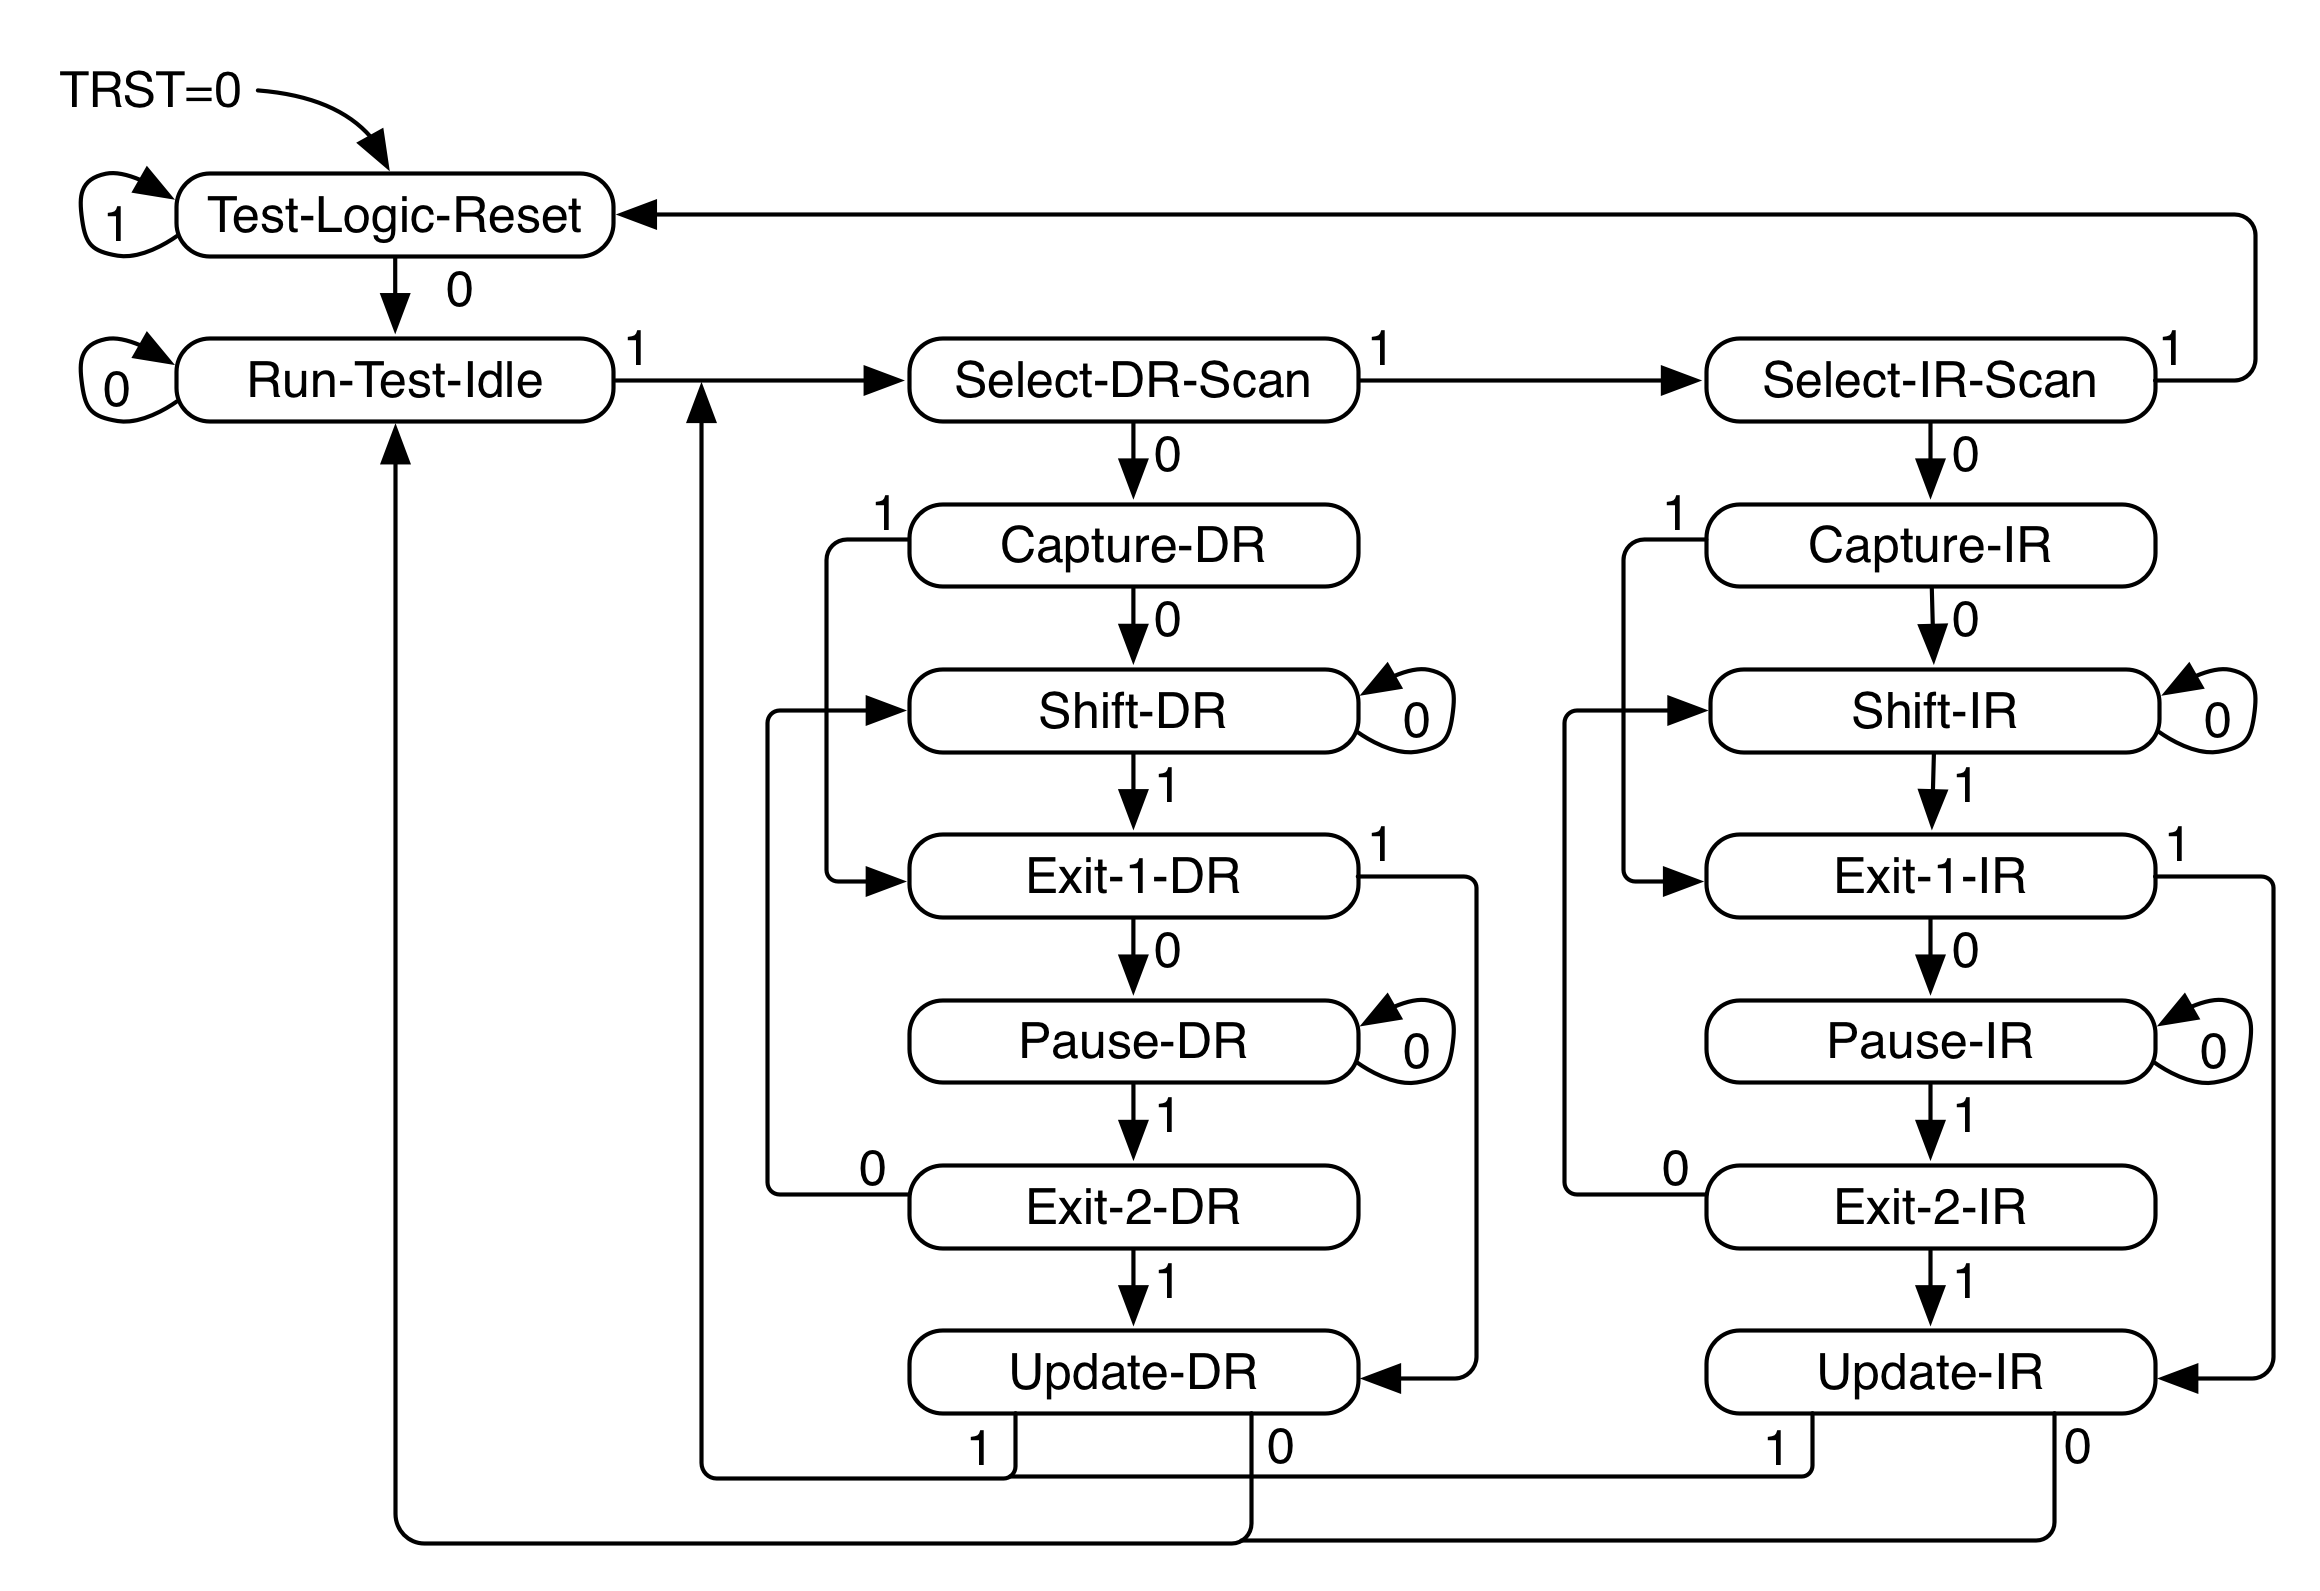 TRST=0
Test-Logic-Reset
1
0
Run-Test-Idle
0
1
Select-DR-Scan
1
Select-IR-Scan
1
0
0
1
Capture-DR
1
Capture-IR
0
0
Shift-DR
0
Shift-IR
0
1
1
Exit-1-DR
1
Exit-1-IR
1
0
0
Pause-DR
0
Pause-IR
0
1
1
0
Exit-2-DR
0
Exit-2-IR
1
1
Update-DR
Update-IR
1
0
1
0